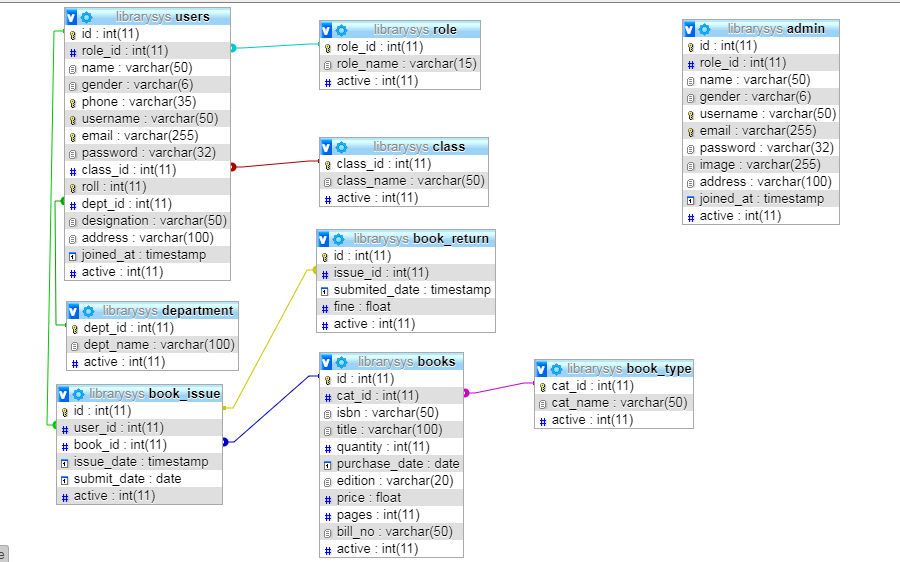 librarysys users
id : int(11)
role_id : int(11)
name : varchar(50)
gender : varchar(6)
phone : varchar(35)
username : varchar(50)
email : varchar(255)
password : varchar(32)
class_id : int(11)
roll : int(11)
dept_id : int(11)
designation : varchar(50)
address : varchar(100)
joined_at : timestamp
active : int(11)
librarysys role
role_id : int(11)
role_name : varchar(15)
active : int(11)
librarysys admin
id : int(11)
role_id : int(11)
name : varchar(50)
gender : varchar(6)
username : varchar(50)
email : varchar(255)
password : varchar(32)
image : varchar(255)
address : varchar(100)
joined_at : timestamp
active : int(11)
librarysys class
class_id : int(11)
class_name : varchar(50)
active : int(11)
librarysys book_return
id : int(11)
issue_id : int(11)
submited_date : timestamp
fine : float
active : int(11)
librarysys department
dept_id : int(11)
dept_name : varchar(100)
active : int(11)
librarysys book_issue
id : int(11)
user_id : int(11)
book_id : int(11)
issue_date : timestamp
submit_date : date
active : int(11)
librarysys books
id : int(11)
cat_id : int(11)
isbn : varchar(50)
title : varchar(100)
quantity : int(11)
purchase_date : date
edition : varchar(20)
price : float
pages : int(11)
bill_no : varchar(50)
active : int(11)
librarysys book_type
cat_id : int(11)
cat_name : varchar(50)
active : int(11)